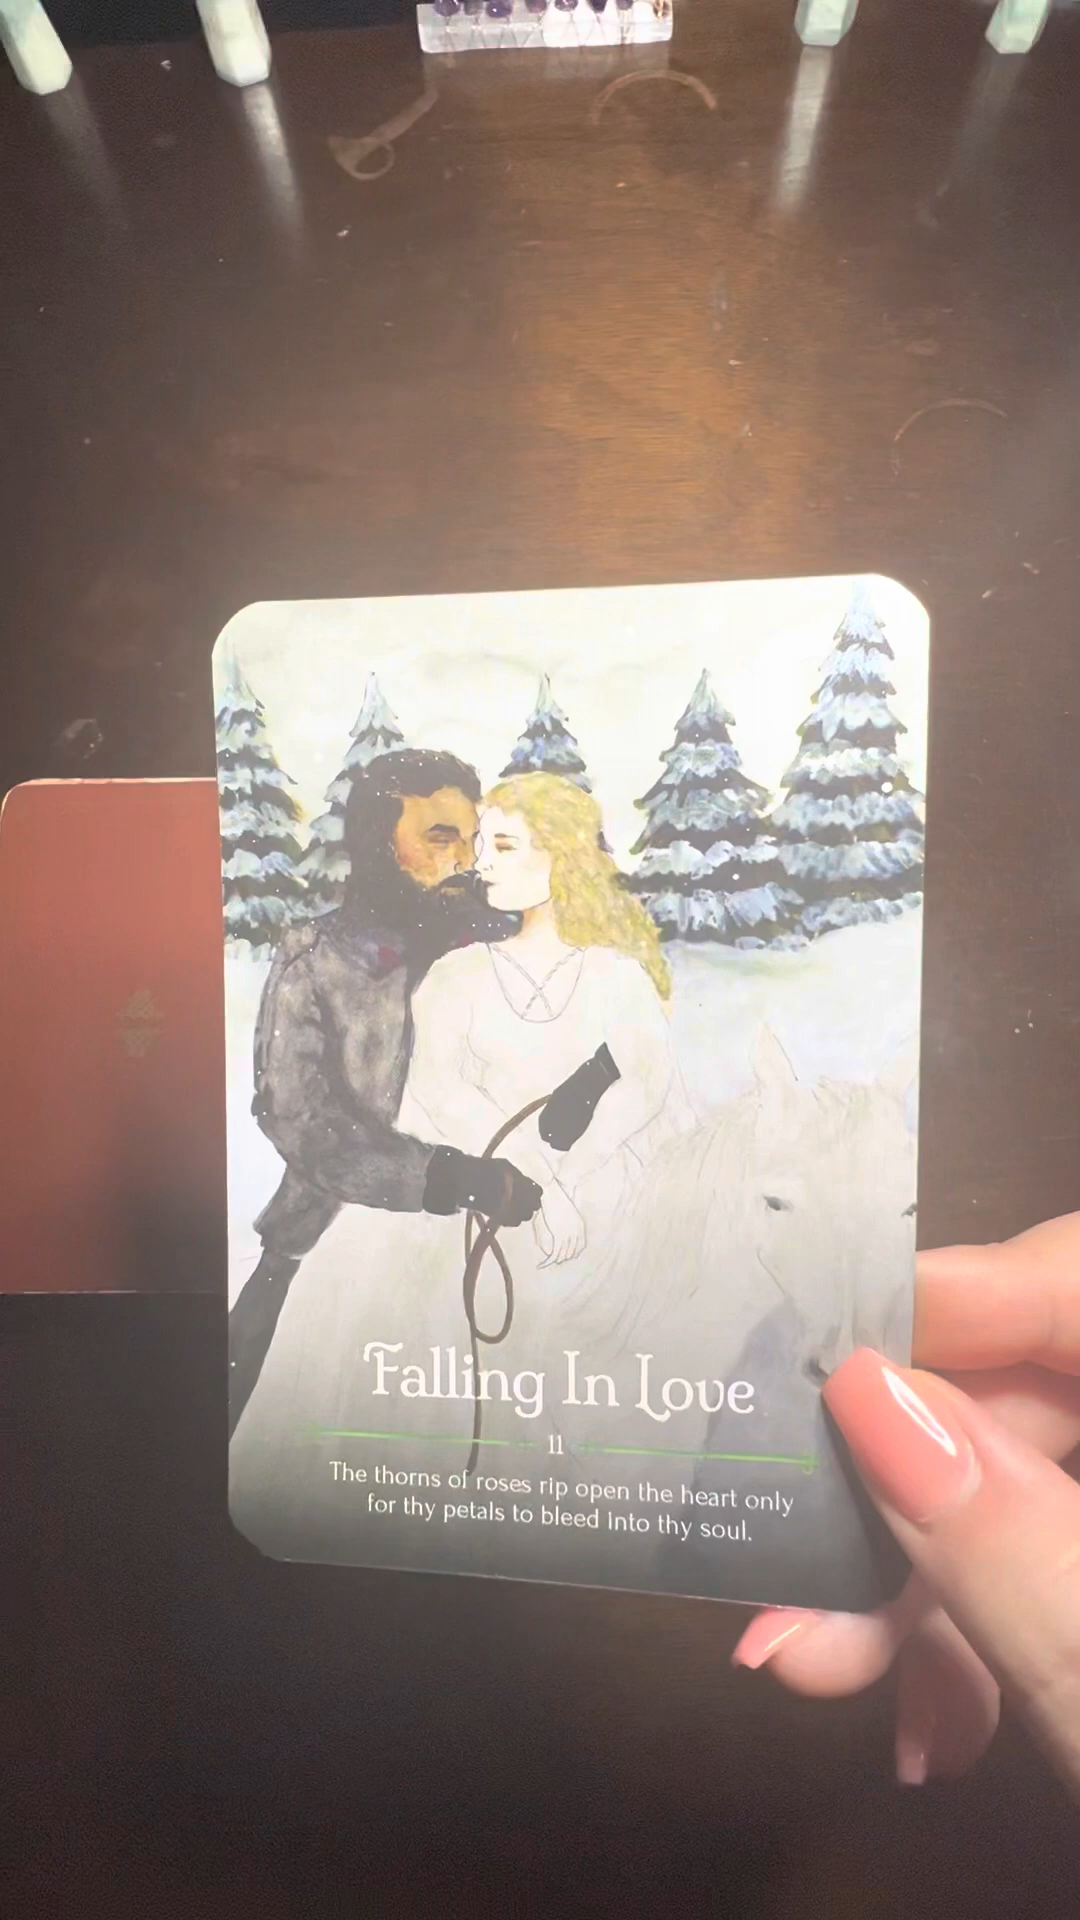 Falling In Love
11
The thorns of roses rip open the heart only
for thy petals to bleed into thy soul.